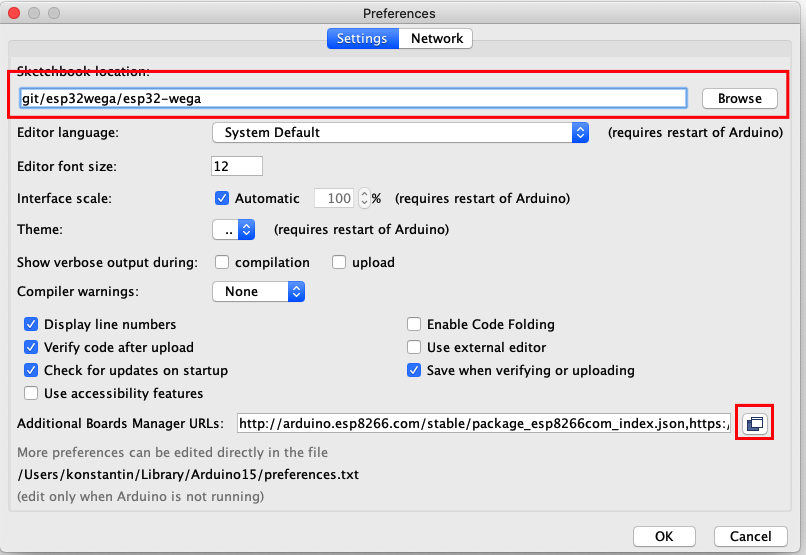 Preferences
Settings Network
Sketchbook location:
git/esp32wega/esp32-wega Browse
Editor language: System Default (requires restart of Arduino)
Editor font size: 12
Interface scale: Automatic 100 % (requires restart of Arduino)
Theme: .. (requires restart of Arduino)
Show verbose output during: compilation upload
Compiler warnings: None
Display line numbers Enable Code Folding
Verify code after upload Use external editor
Check for updates on startup Save when verifying or uploading
Use accessibility features
Additional Boards Manager URLs: http://arduino.esp8266.com/stable/package_esp8266com_index.json,https:/
More preferences can be edited directly in the file
/Users/konstantin/Library/Arduino15/preferences.txt
(edit only when Arduino is not running)
OK Cancel